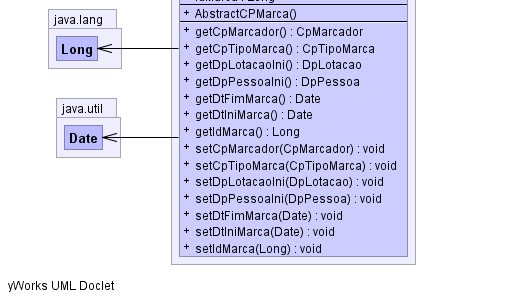 java.lang
Long
java.util
Date
+ AbstractCPMarca()
+ getCpMarcador() : CpMarcador
+ getCpTipoMarca() : CpTipoMarca
+ getDpLotacaoIni() : DpLotacao
+ getDpPessoaIni() : DpPessoa
+ getDtFimMarca() : Date
+ getDtIniMarca() : Date
+ getIdMarca() : Long
+ setCpMarcador(CpMarcador) : void
+ setCpTipoMarca(CpTipoMarca) : void
+ setDpLotacaoIni(DpLotacao) : void
+ setDpPessoaIni(DpPessoa) : void
+ setDtFimMarca(Date) : void
+ setDtIniMarca(Date) : void
+ setIdMarca(Long) : void
yWorks UML Doclet